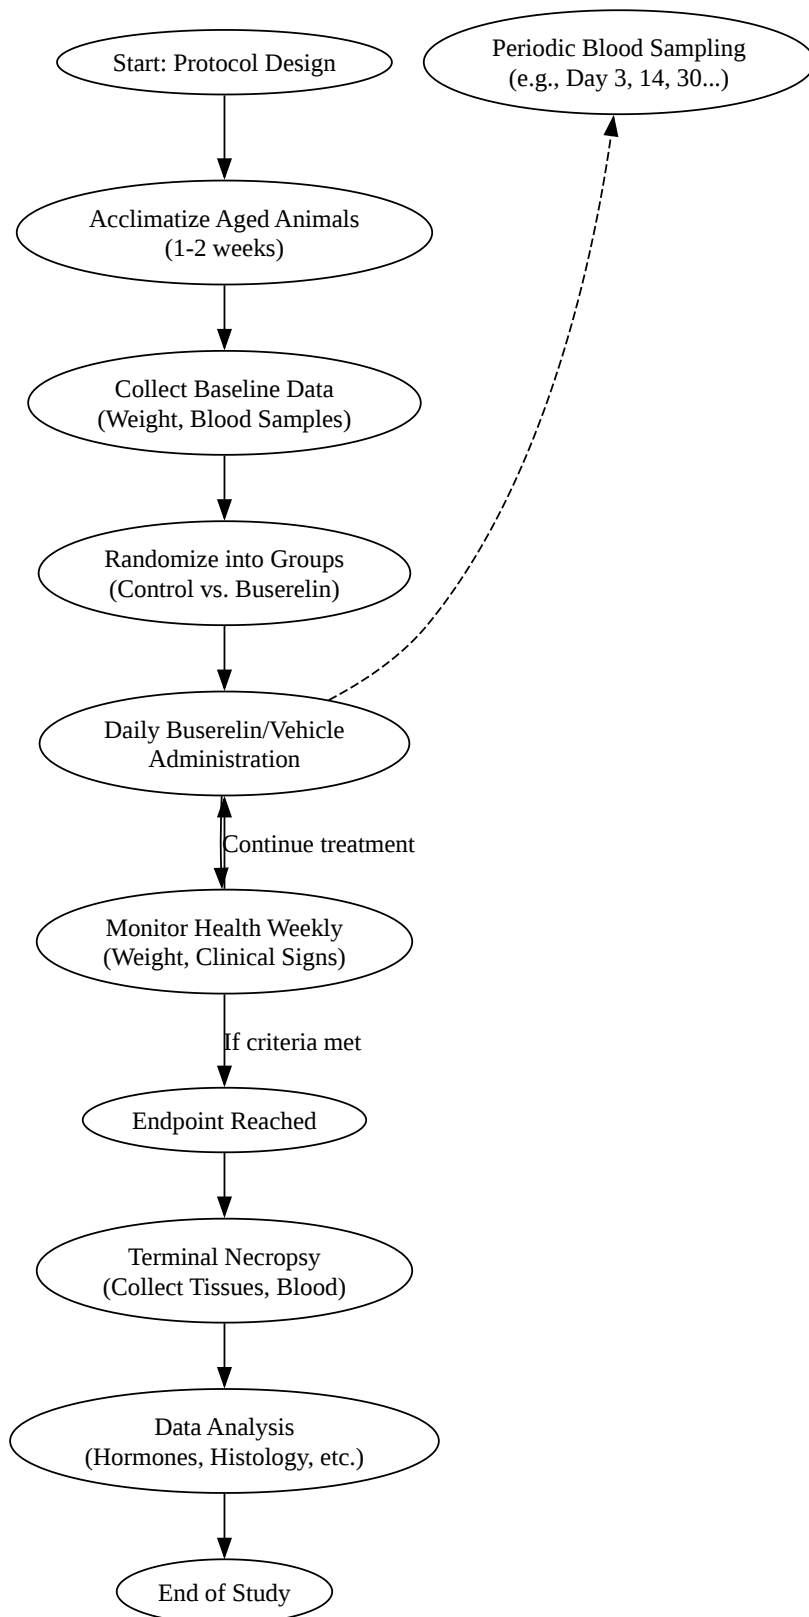 Start: Protocol Design
Periodic Blood Sampling
(e.g., Day 3, 14, 30...)
Acclimatize Aged Animals
(1-2 weeks)
Collect Baseline Data
(Weight, Blood Samples)
Randomize into Groups
(Control vs. Buserelin)
Daily Buserelin/Vehicle
Administration
Continue treatment
Monitor Health Weekly
(Weight, Clinical Signs)
If criteria met
Endpoint Reached
Terminal Necropsy
(Collect Tissues, Blood)
Data Analysis
(Hormones, Histology, etc.)
End of Study